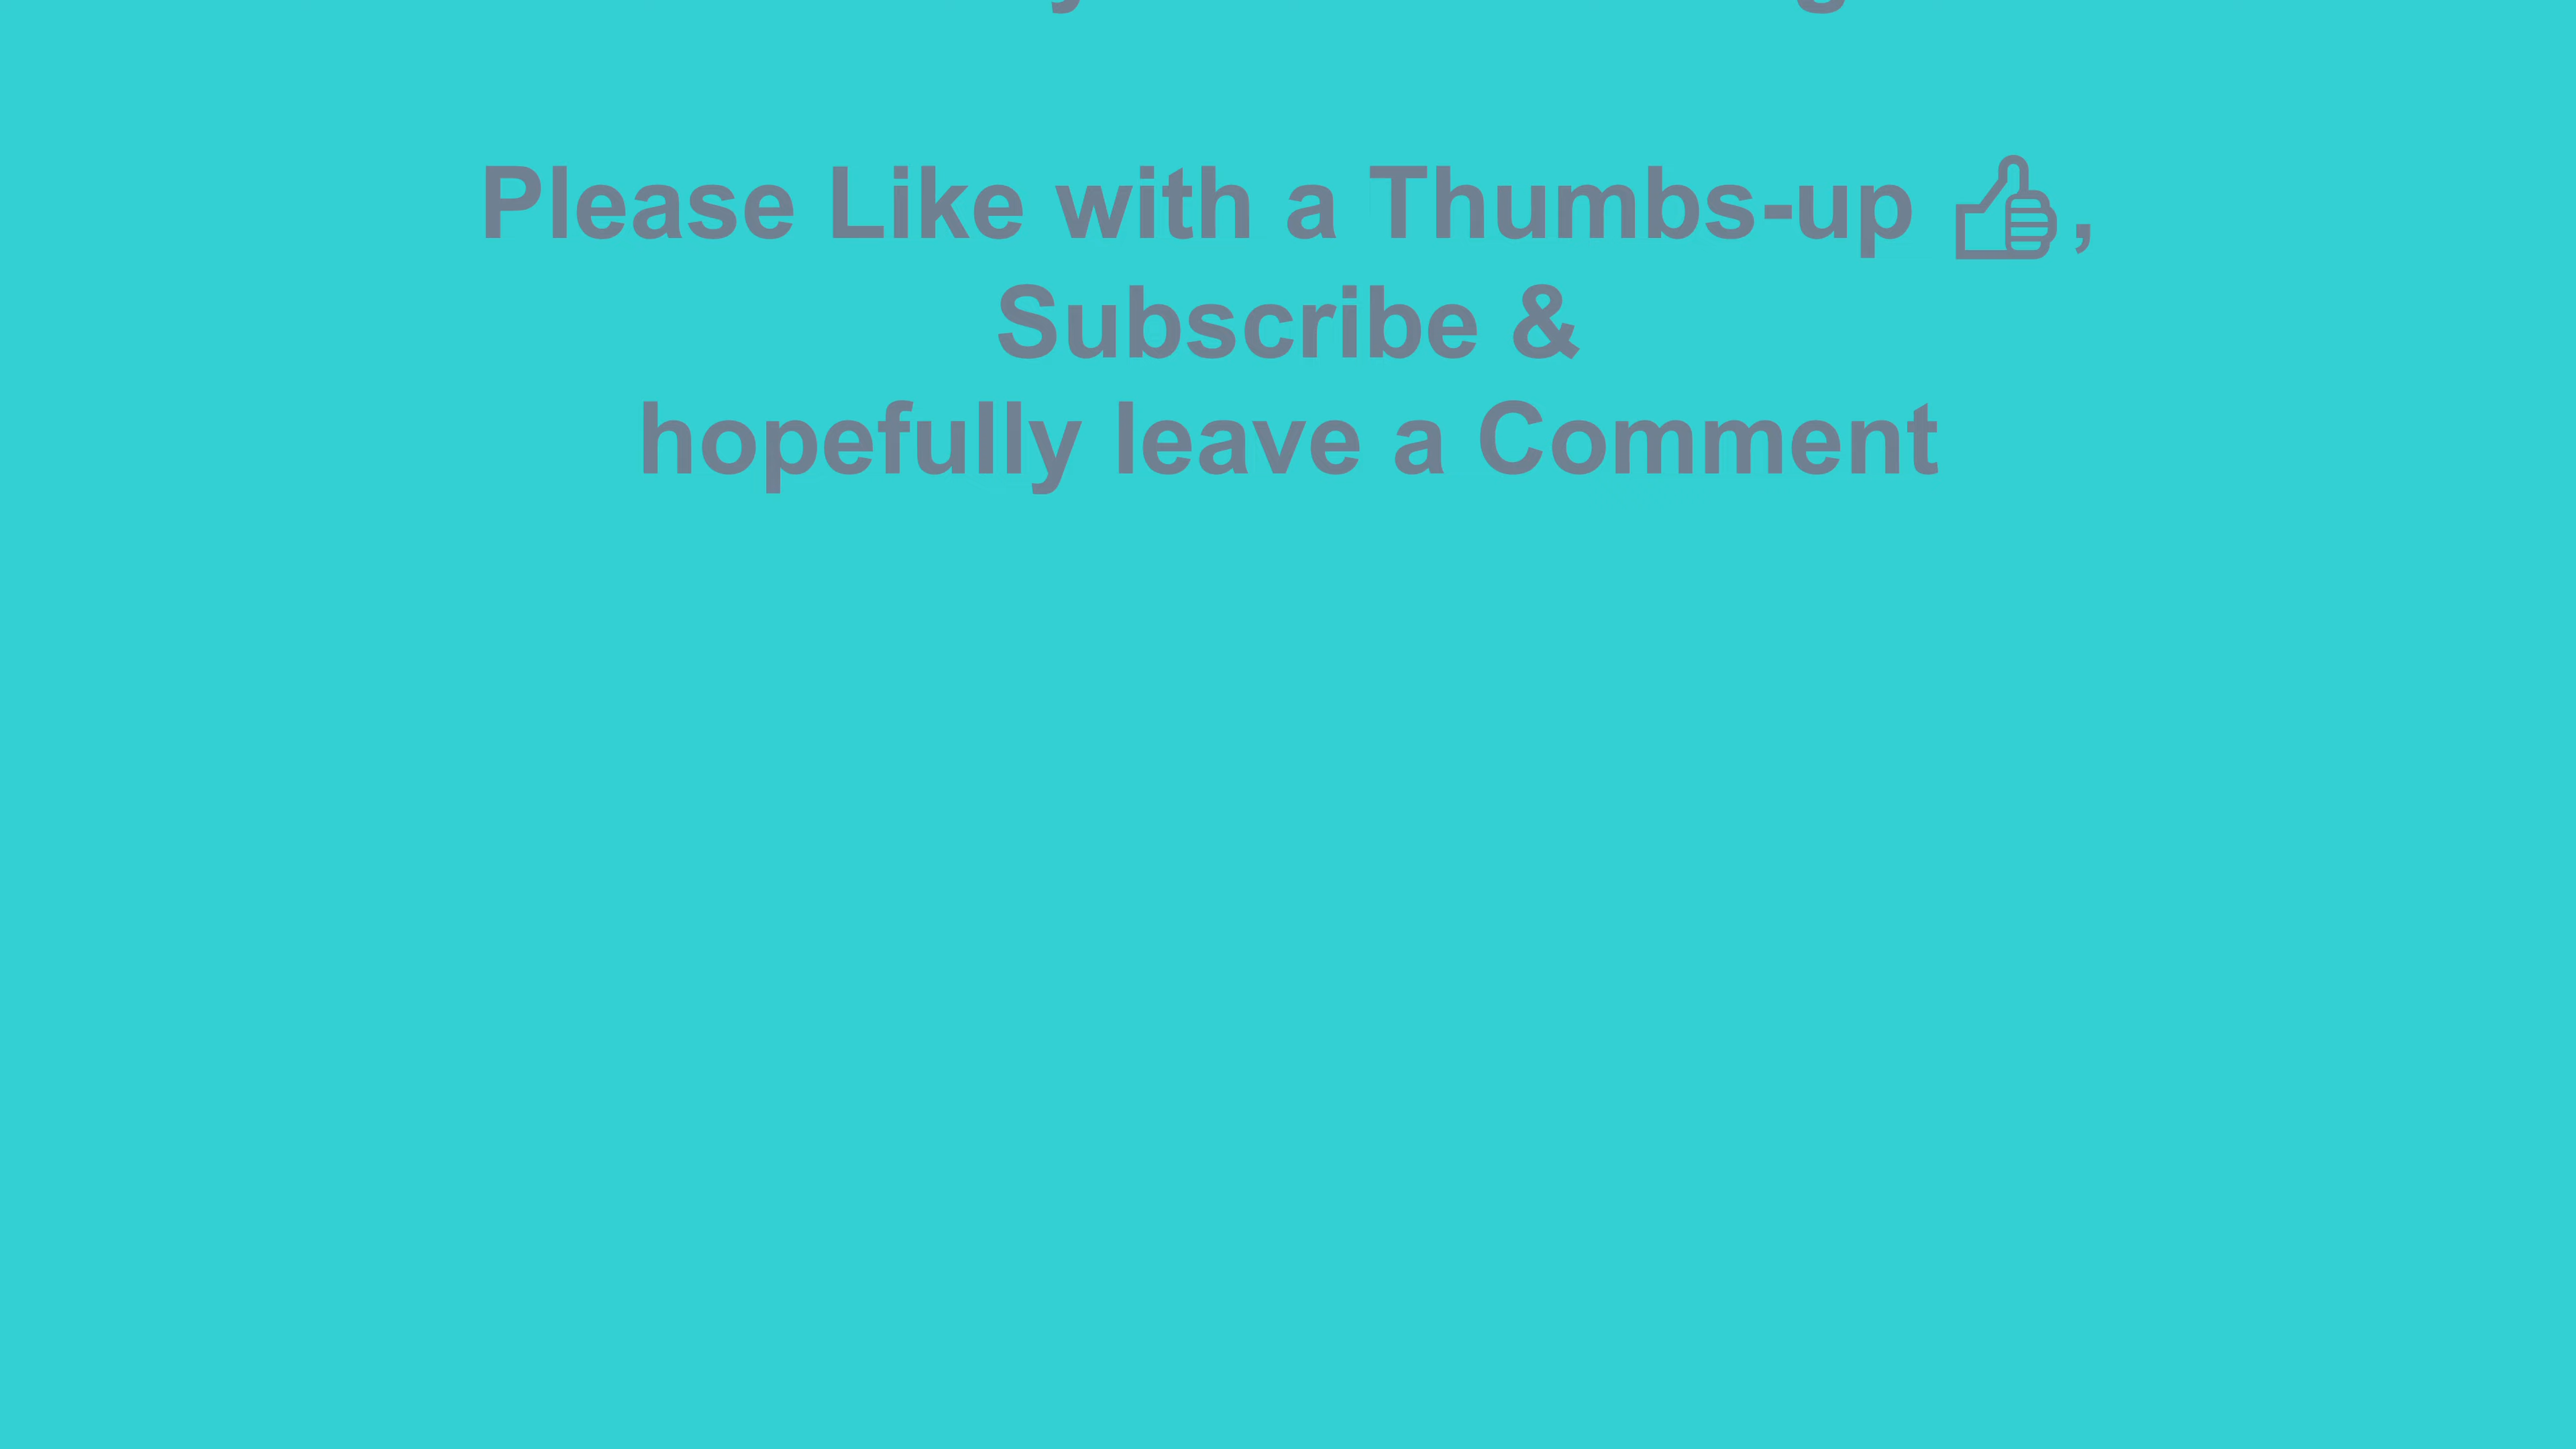 Please Like with a Thumbs-up 👍,
Subscribe &
hopefully leave a Comment